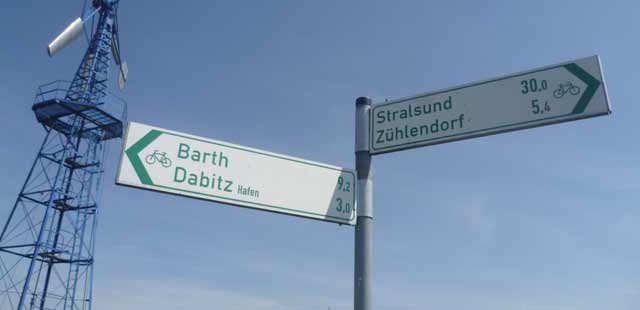 Barth 9,2
Dabitz Hafen 3,0
Stralsund 30,0
Zühlendorf 5,4